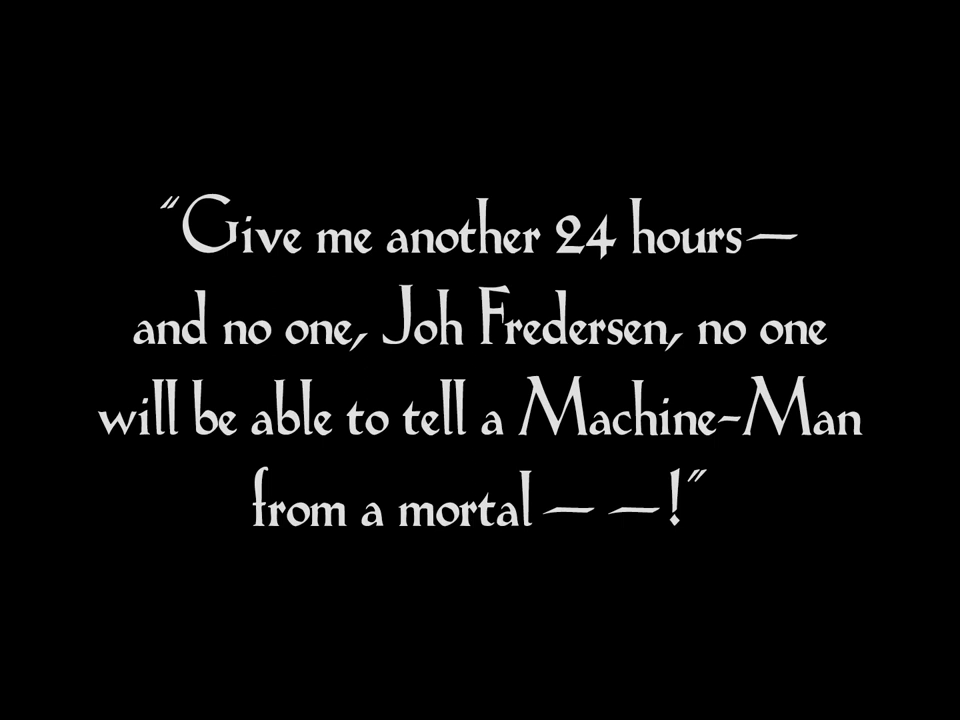 "Give me another 24 hours—
and no one, Joh Fredersen, no one
will be able to tell a Machine-Man
from a mortal — —!"